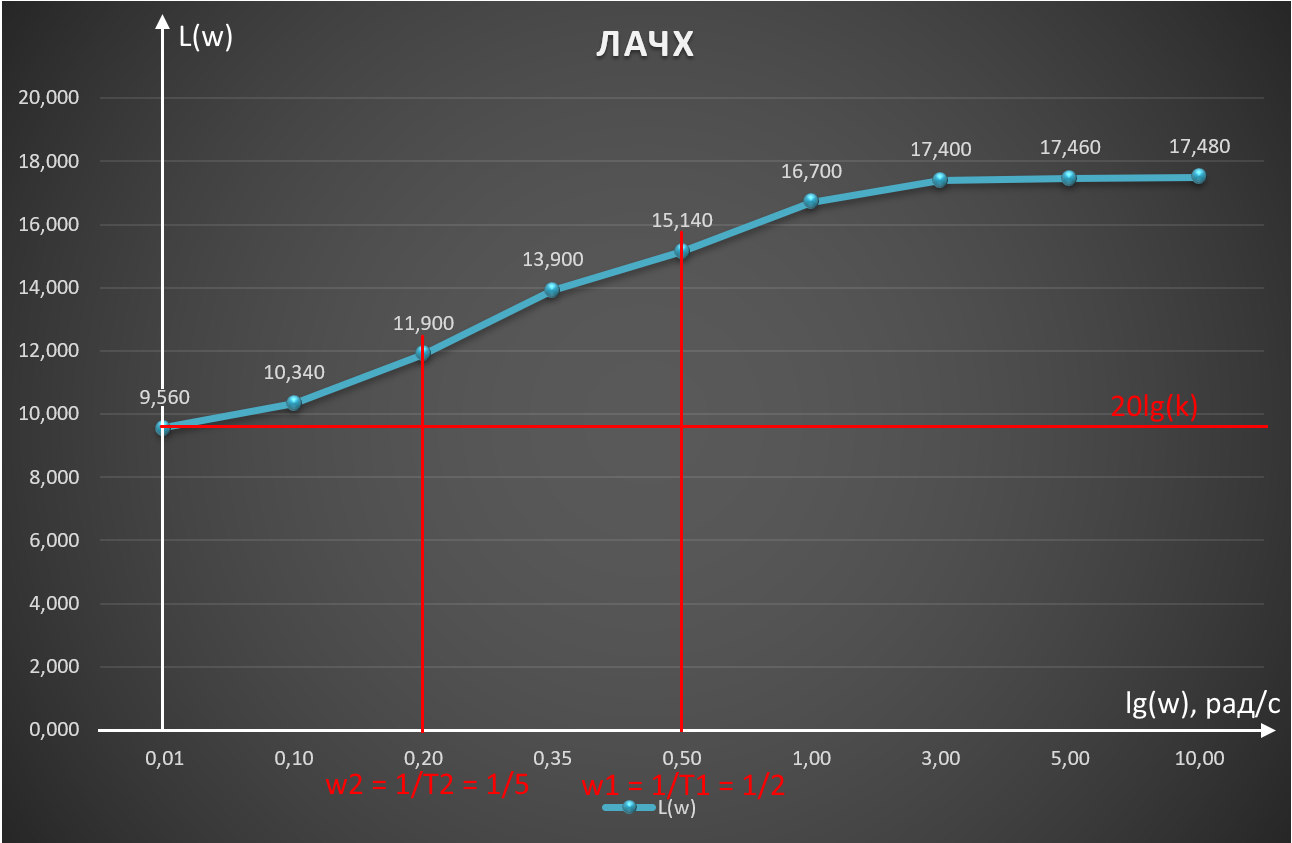 ЛАЧХ
L(w)
20,000
18,000
16,000
14,000
12,000
10,000
8,000
6,000
4,000
2,000
0,000
9,560
10,340
11,900
13,900
15,140
16,700
17,400
17,460
17,480
20lg(k)
lg(w), рад/с
0,01 0,10 0,20 0,35 0,50 1,00 3,00 5,00 10,00
w2 = 1/T2 = 1/5 w1 = 1/T1 = 1/2
L(w)